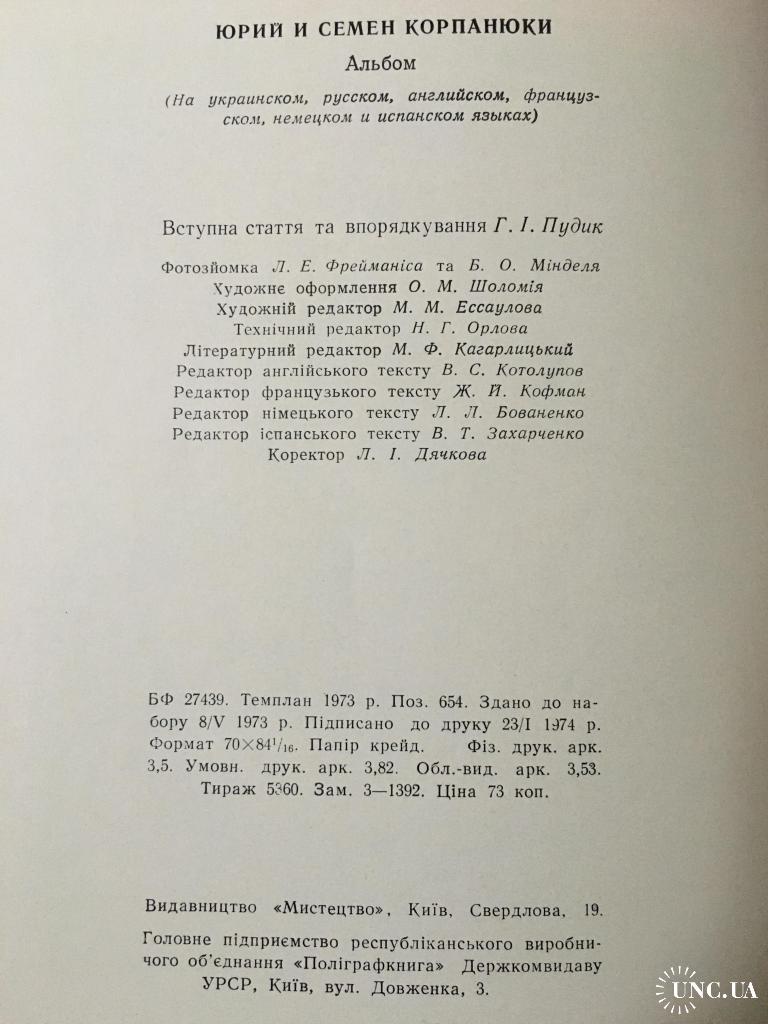 ЮРИЙ И СЕМЕН КОРПАНЮКИ
Альбом
(На украинском, русском, английском, француз-
ском, немецком и испанском языках)
Вступна стаття та впорядкування Г. І. Пудик
Фотозйомка Л. Е. Фрейманіса та Б. О. Мінделя
Художнє оформлення О. М. Шоломія
Художній редактор М. М. Ессаулова
Технічний редактор Н. Г. Орлова
Літературний редактор М. Ф. Кагарлицький
Редактор англійського тексту В. С. Котолупов
Редактор французького тексту Ж. Й. Кофман
Редактор німецького тексту Л. Л. Бованенко
Редактор іспанського тексту В. Т. Захарченко
Коректор Л. І. Дячкова
БФ 27439. Темплан 1973 р. Поз. 654. Здано до на-
бору 8/V 1973 р. Підписано до друку 23/I 1974 р.
Формат 70×84¹/₁₆. Папір крейд. Фіз. друк. арк.
3,5. Умовн. друк. арк. 3,82. Обл.-вид. арк. 3,53.
Тираж 5360. Зам. 3—1392. Ціна 73 коп.
Видавництво «Мистецтво», Київ, Свердлова, 19.
Головне підприємство республіканського виробни-
чого об'єднання «Поліграфкнига» Держкомвидаву
УРСР, Київ, вул. Довженка, 3.
UNC.UA